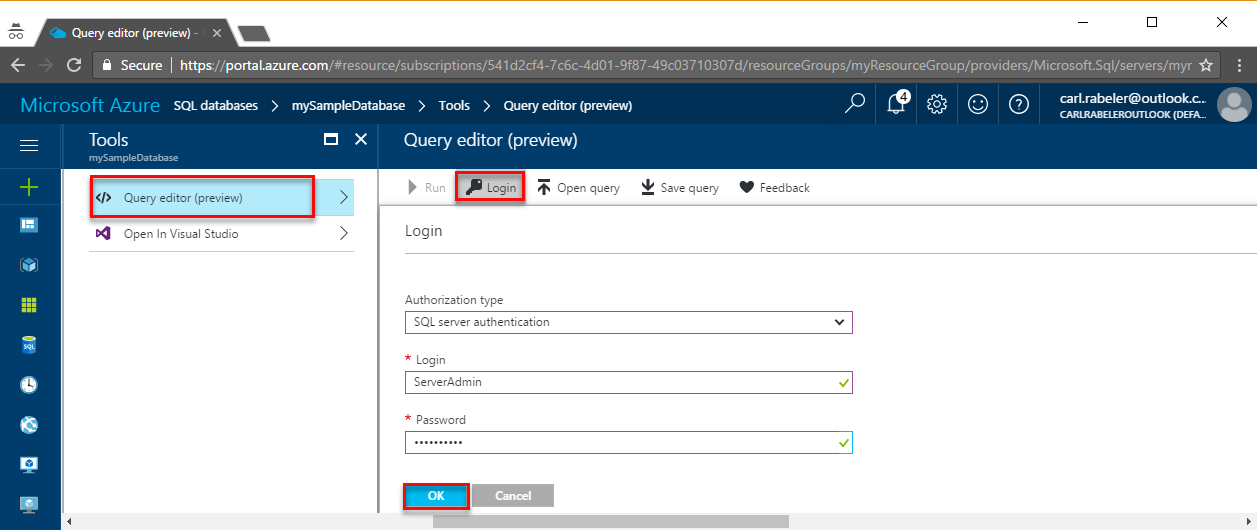 Query editor (preview) -
Secure https://portal.azure.com/#resource/subscriptions/541d2cf4-7c6c-4d01-9f87-49c03710307d/resourceGroups/myResourceGroup/providers/Microsoft.Sql/servers/myr
Microsoft Azure SQL databases > mySampleDatabase > Tools > Query editor (preview) 4 carl.rabeler@outlook.c...
CARLRABELEROUTLOOK (DEFA...
Tools Query editor (preview)
mySampleDatabase
Query editor (preview) Run Login Open query Save query Feedback
Open In Visual Studio
Login
Authorization type
SQL server authentication
* Login
ServerAdmin
* Password
••••••••••
OK Cancel
SQL